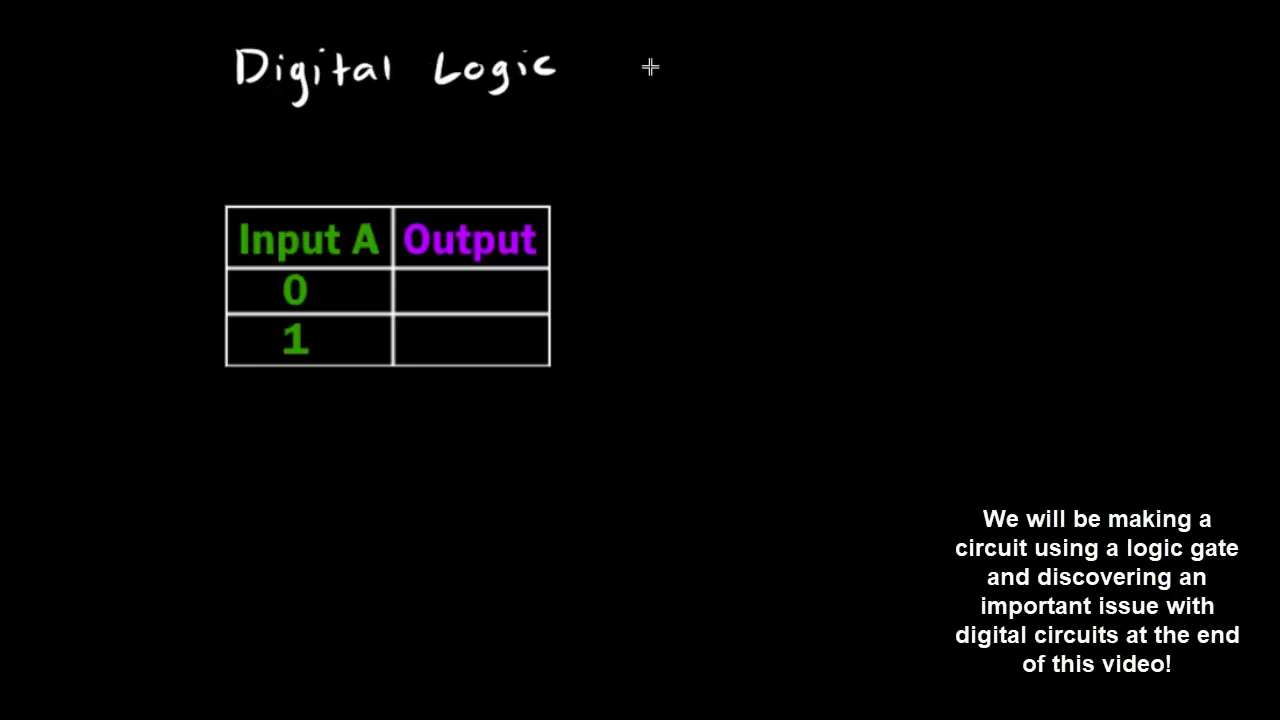 Digital Logic
Input A Output
0
1
We will be making a
circuit using a logic gate
and discovering an
important issue with
digital circuits at the end
of this video!